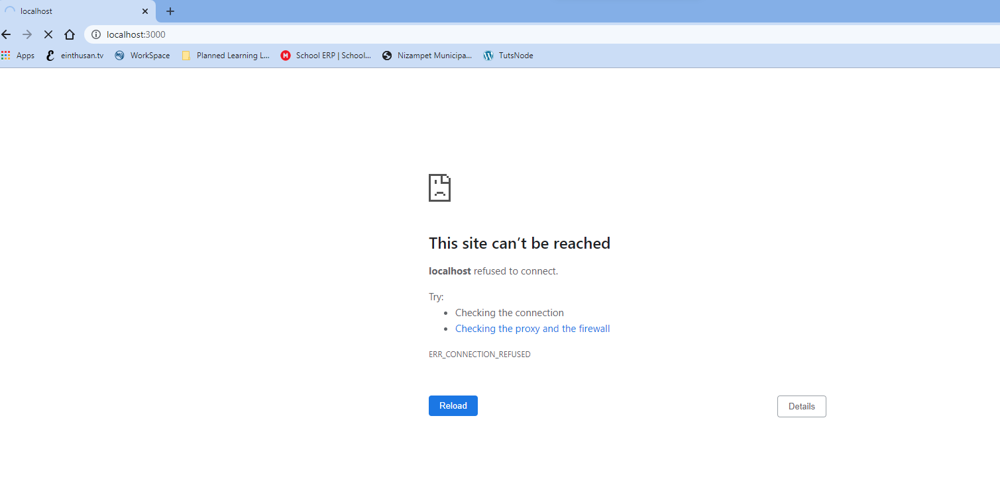 localhost
localhost:3000
Apps einthusan.tv WorkSpace Planned Learning L... School ERP | School... Nizampet Municipa... TutsNode
This site can't be reached
localhost refused to connect.
Try:
• Checking the connection
• Checking the proxy and the firewall
ERR_CONNECTION_REFUSED
Reload Details